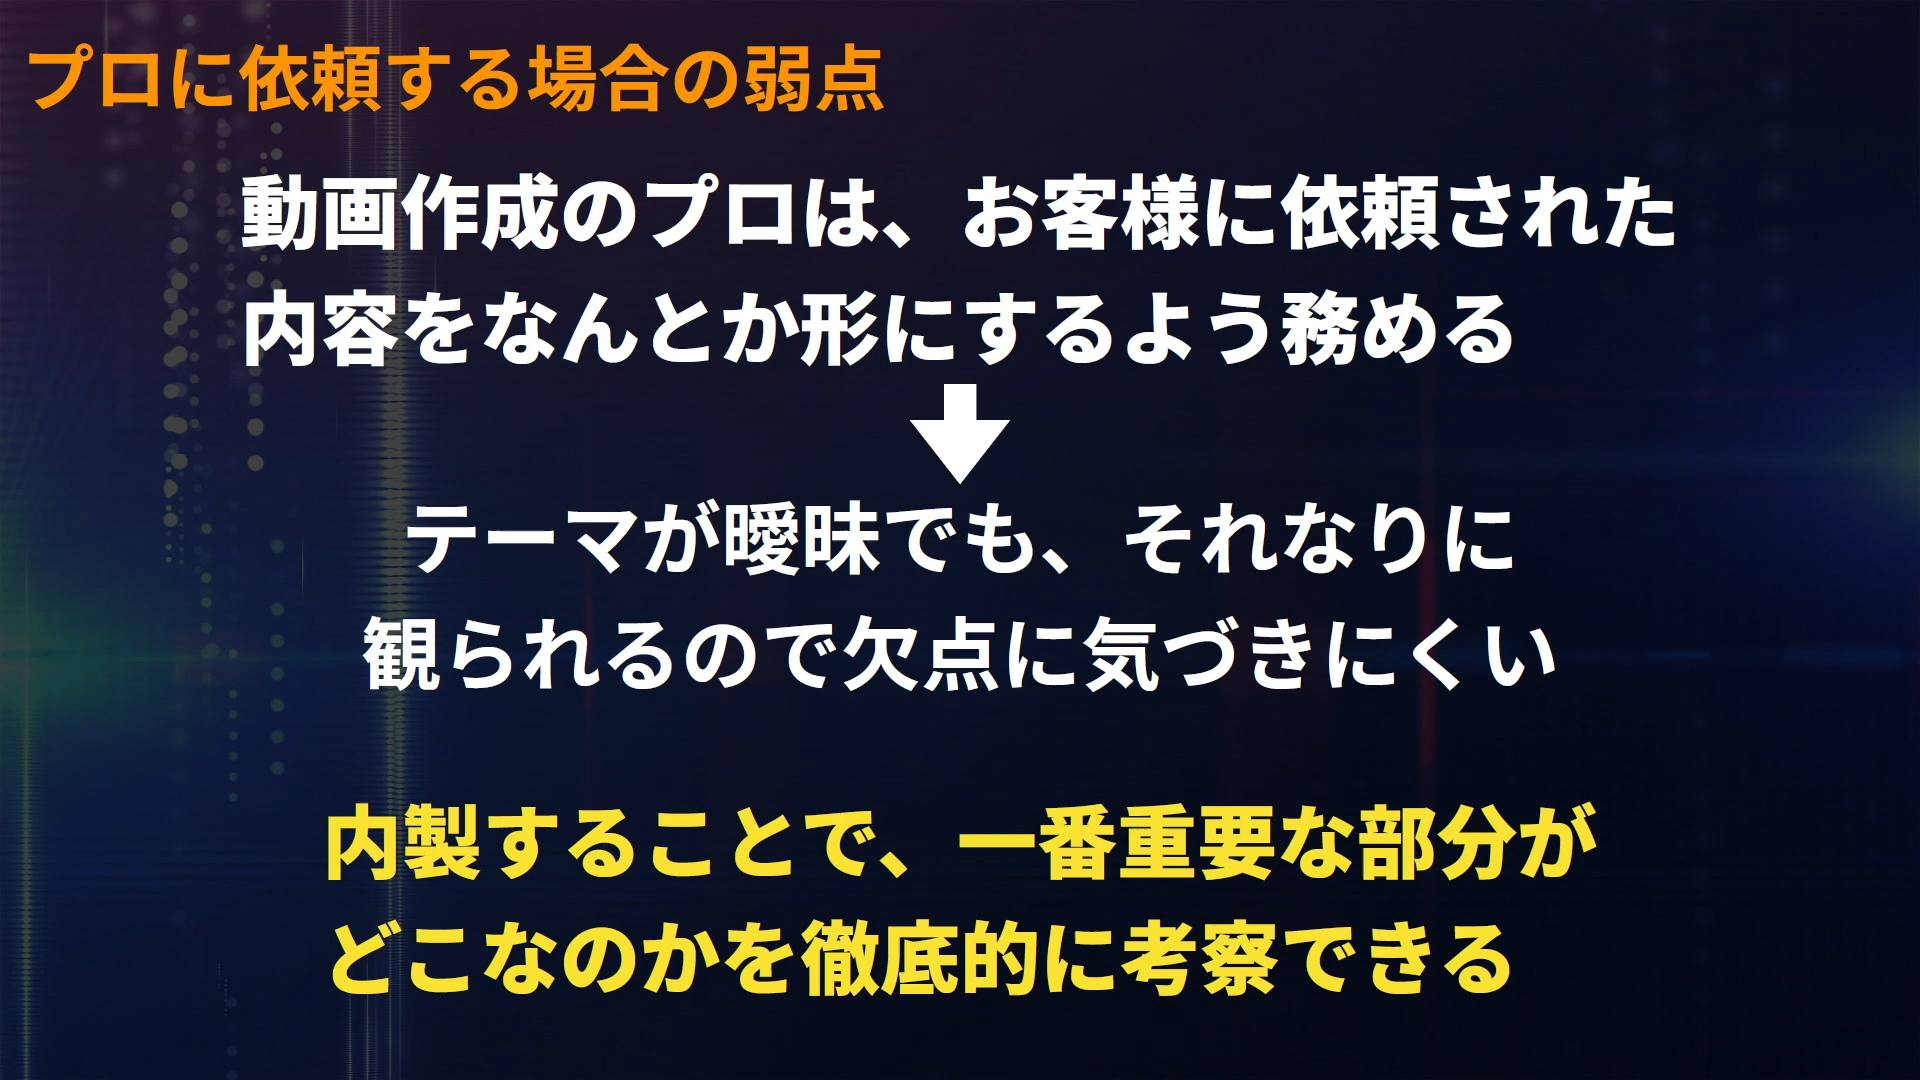 プロに依頼する場合の弱点
動画作成のプロは、お客様に依頼された
内容をなんとか形にするよう務める
テーマが曖昧でも、それなりに
観られるので欠点に気づきにくい
内製することで、一番重要な部分が
どこなのかを徹底的に考察できる